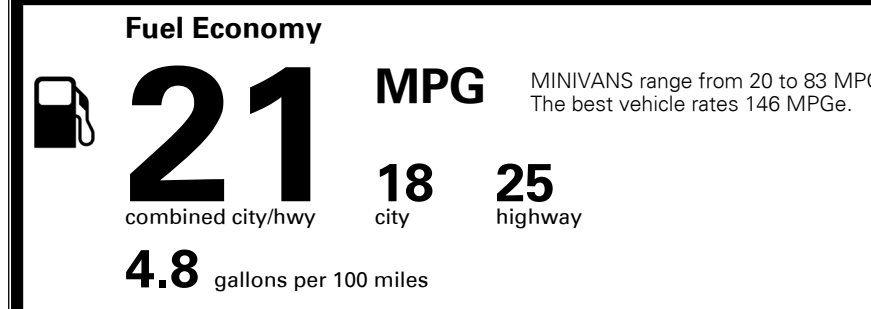 Fuel Economy
21 MPG
MINIVANS range from 20 to 83 MPG
The best vehicle rates 146 MPGe.
18 25
combined city/hwy city highway
4.8 gallons per 100 miles